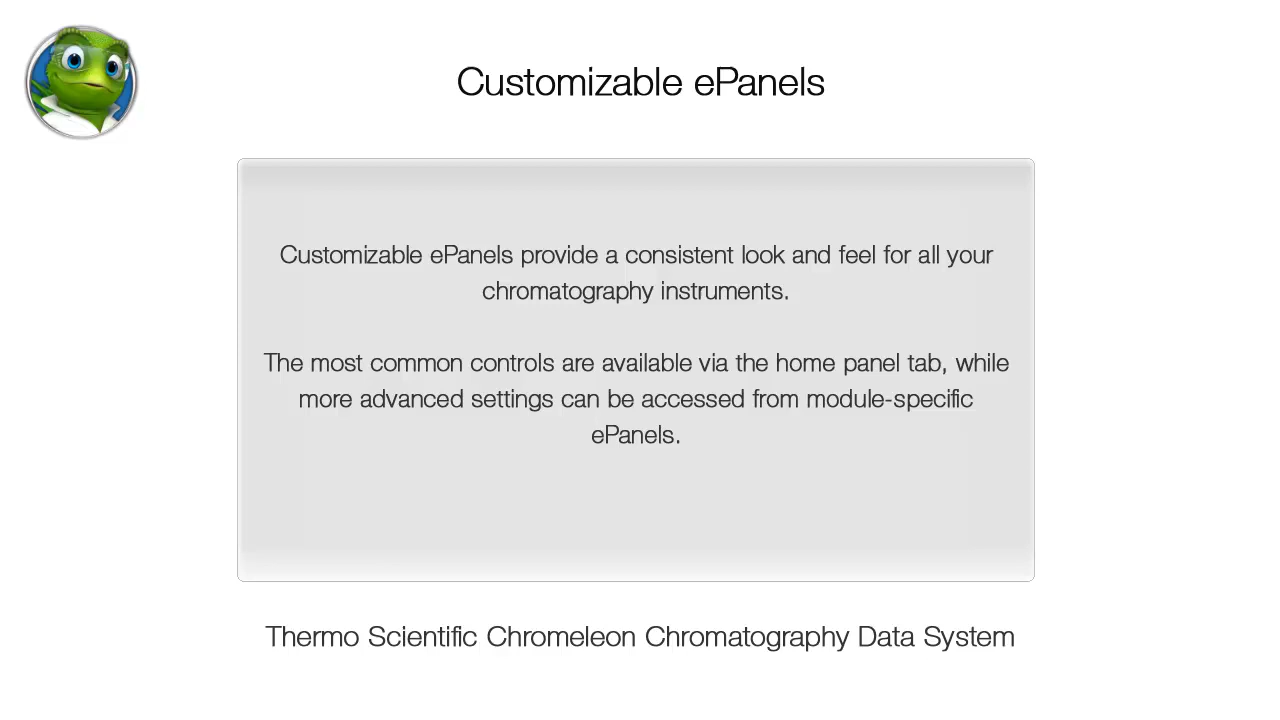 Customizable ePanels
Customizable ePanels provide a consistent look and feel for all your
chromatography instruments.
The most common controls are available via the home panel tab, while
more advanced settings can be accessed from module-specific
ePanels.
Thermo Scientific Chromeleon Chromatography Data System